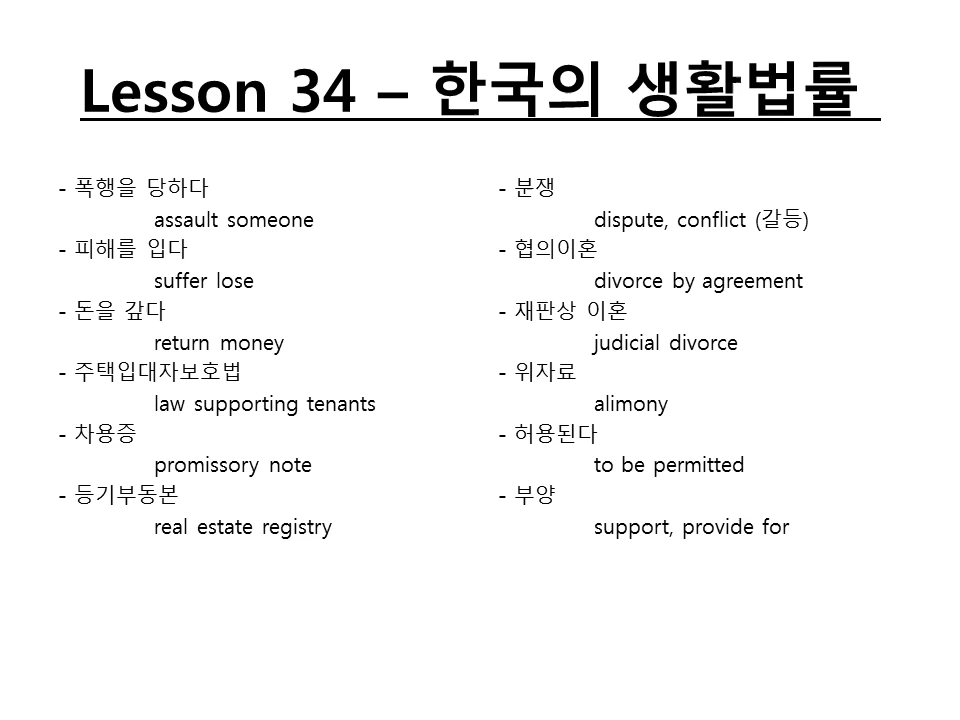 Lesson 34 – 한국의 생활법률
- 폭행을 당하다
assault someone
- 피해를 입다
suffer lose
- 돈을 갚다
return money
- 주택입대자보호법
law supporting tenants
- 차용증
promissory note
- 등기부동본
real estate registry
- 분쟁
dispute, conflict (갈등)
- 협의이혼
divorce by agreement
- 재판상 이혼
judicial divorce
- 위자료
alimony
- 허용된다
to be permitted
- 부양
support, provide for